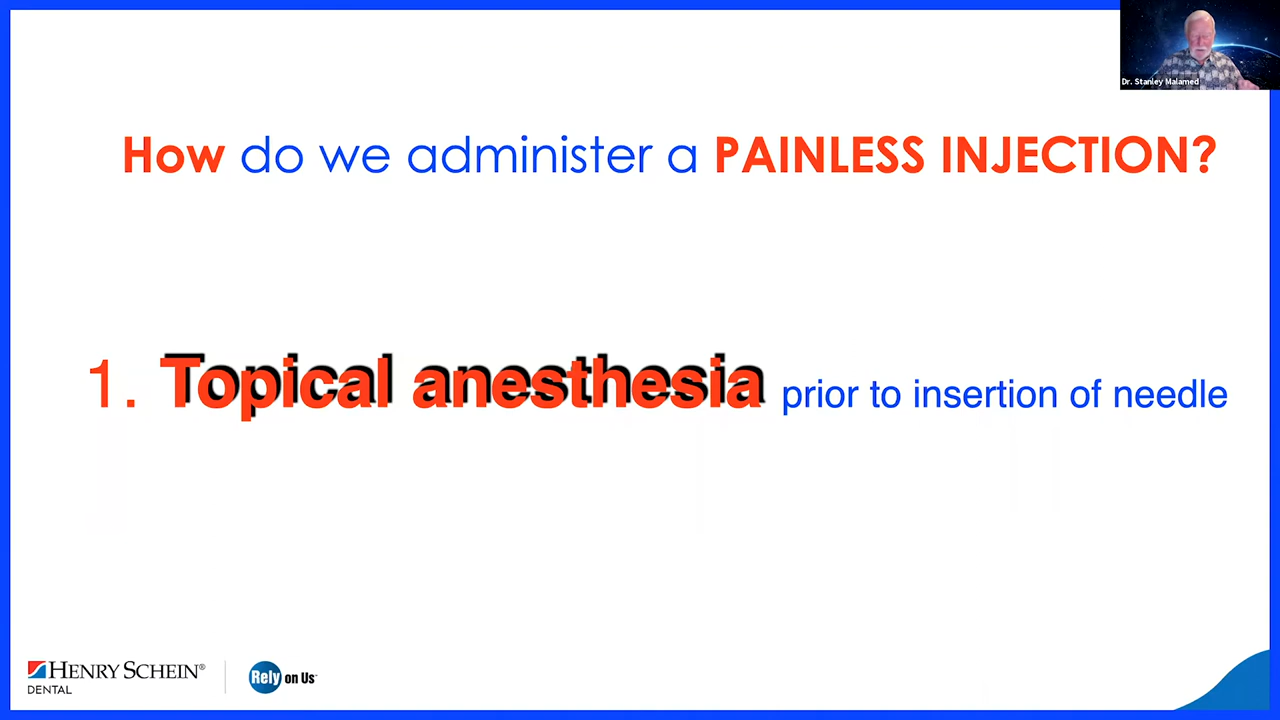 Dr. Stanley Malamed
How do we administer a PAINLESS INJECTION?
1. Topical anesthesia prior to insertion of needle
HENRY SCHEIN®
DENTAL
Rely on Us™